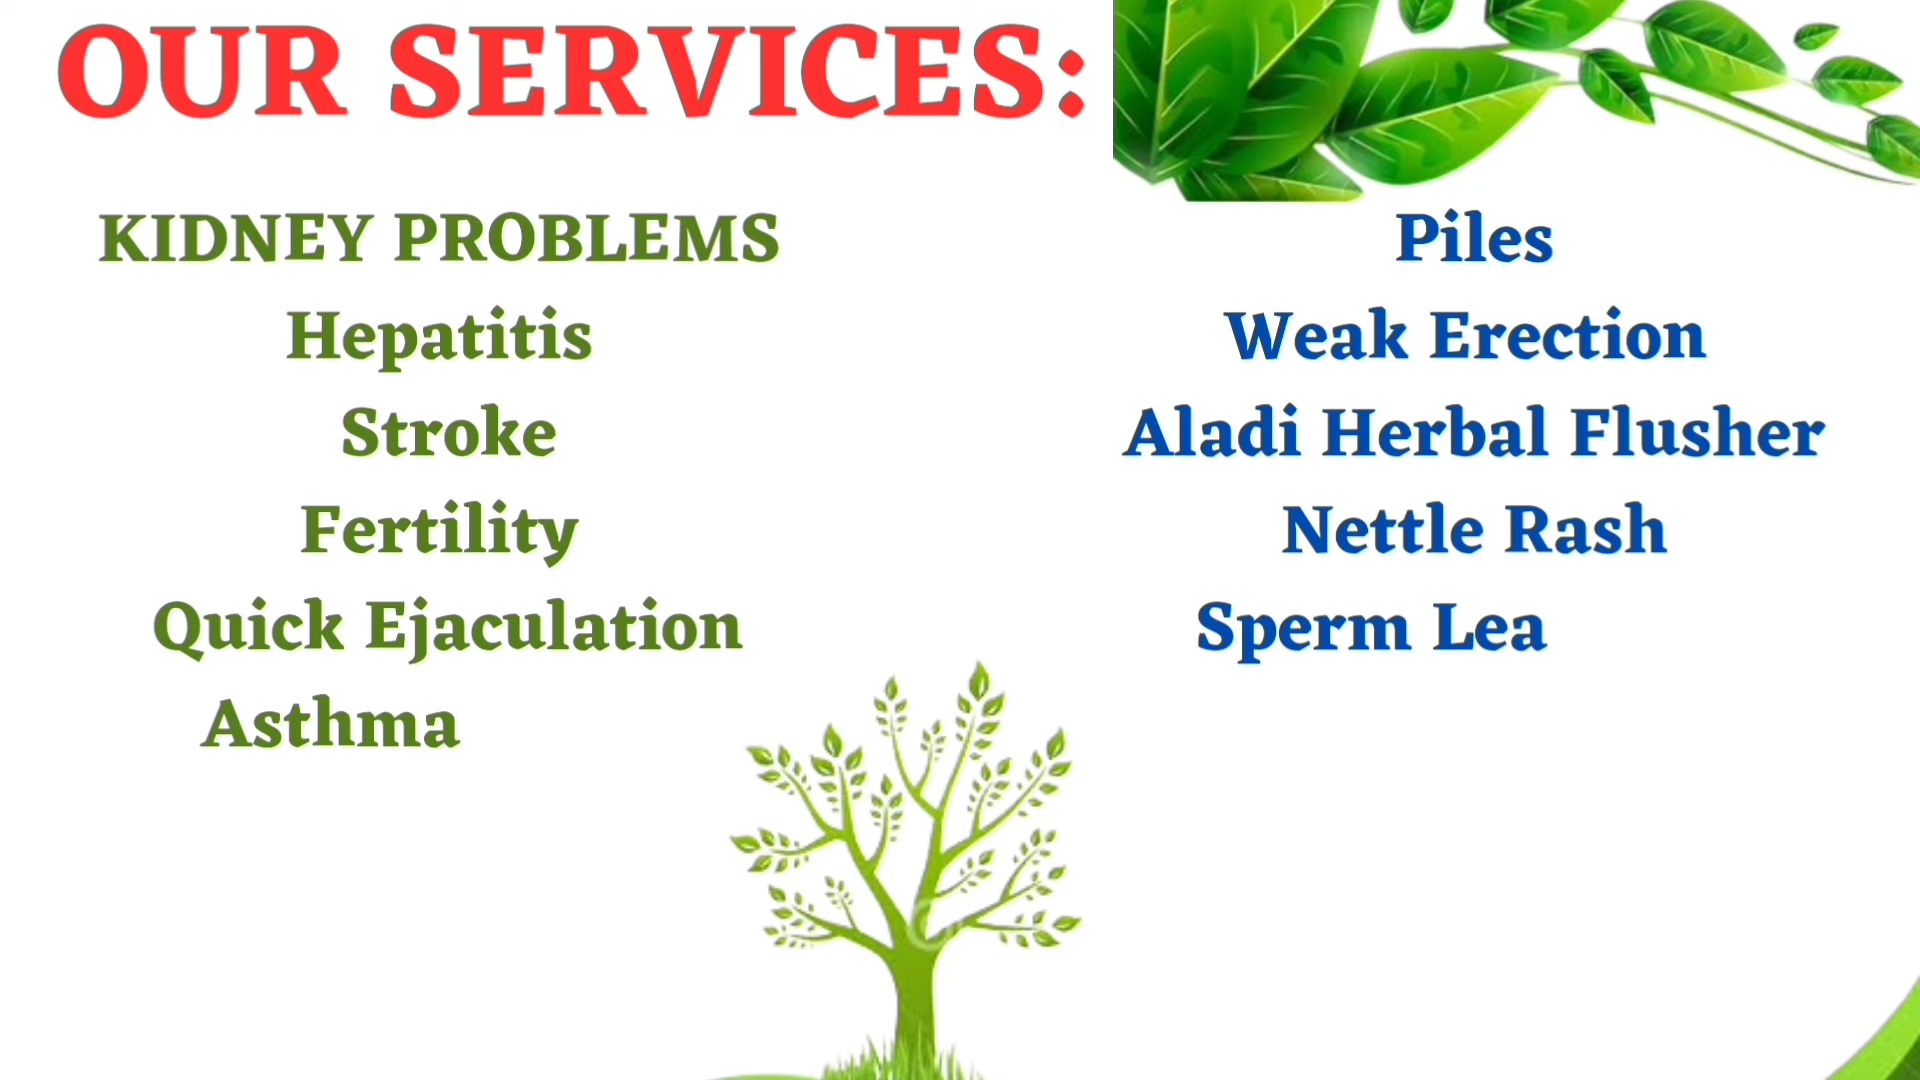 OUR SERVICES:
KIDNEY PROBLEMS
Hepatitis
Stroke
Fertility
Quick Ejaculation
Asthma
Piles
Weak Erection
Aladi Herbal Flusher
Nettle Rash
Sperm Lea